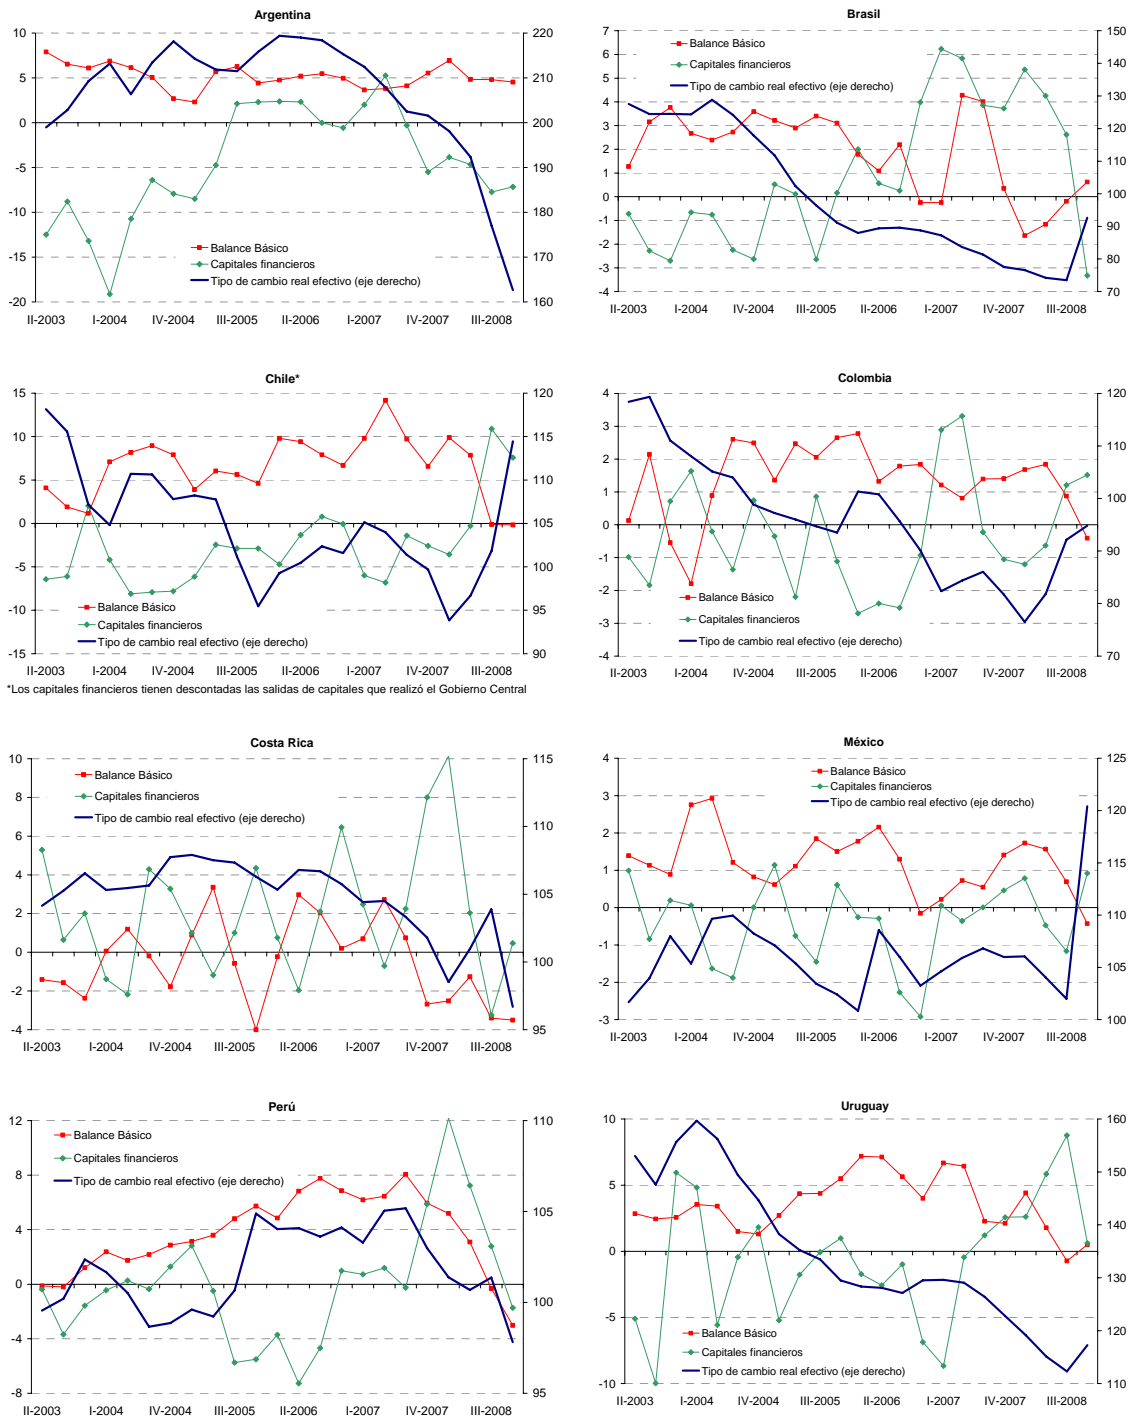 Argentina
10
5
0
-5
-10
-15
-20
220
210
200
190
180
170
160
Balance Básico
Capitales financieros
Tipo de cambio real efectivo (eje derecho)
II-2003 I-2004 IV-2004 III-2005 II-2006 I-2007 IV-2007 III-2008
Brasil
7
6
5
4
3
2
1
0
-1
-2
-3
-4
150
140
130
120
110
100
90
80
70
Balance Básico
Capitales financieros
Tipo de cambio real efectivo (eje derecho)
II-2003 I-2004 IV-2004 III-2005 II-2006 I-2007 IV-2007 III-2008
Chile*
15
10
5
0
-5
-10
-15
120
115
110
105
100
95
90
Balance Básico
Capitales financieros
Tipo de cambio real efectivo (eje derecho)
II-2003 I-2004 IV-2004 III-2005 II-2006 I-2007 IV-2007 III-2008
*Los capitales financieros tienen descontadas las salidas de capitales que realizó el Gobierno Central
Colombia
4
3
2
1
0
-1
-2
-3
-4
120
110
100
90
80
70
Balance Básico
Capitales financieros
Tipo de cambio real efectivo (eje derecho)
II-2003 I-2004 IV-2004 III-2005 II-2006 I-2007 IV-2007 III-2008
Costa Rica
10
8
6
4
2
0
-2
-4
115
110
105
100
95
Balance Básico
Capitales financieros
Tipo de cambio real efectivo (eje derecho)
II-2003 I-2004 IV-2004 III-2005 II-2006 I-2007 IV-2007 III-2008
México
4
3
2
1
0
-1
-2
-3
125
120
115
110
105
100
Balance Básico
Capitales financieros
Tipo de cambio real efectivo (eje derecho)
II-2003 I-2004 IV-2004 III-2005 II-2006 I-2007 IV-2007 III-2008
Perú
12
8
4
0
-4
-8
110
105
100
95
Balance Básico
Capitales financieros
Tipo de cambio real efectivo (eje derecho)
II-2003 I-2004 IV-2004 III-2005 II-2006 I-2007 IV-2007 III-2008
Uruguay
10
5
0
-5
-10
160
150
140
130
120
110
Balance Básico
Capitales financieros
Tipo de cambio real efectivo (eje derecho)
II-2003 I-2004 IV-2004 III-2005 II-2006 I-2007 IV-2007 III-2008